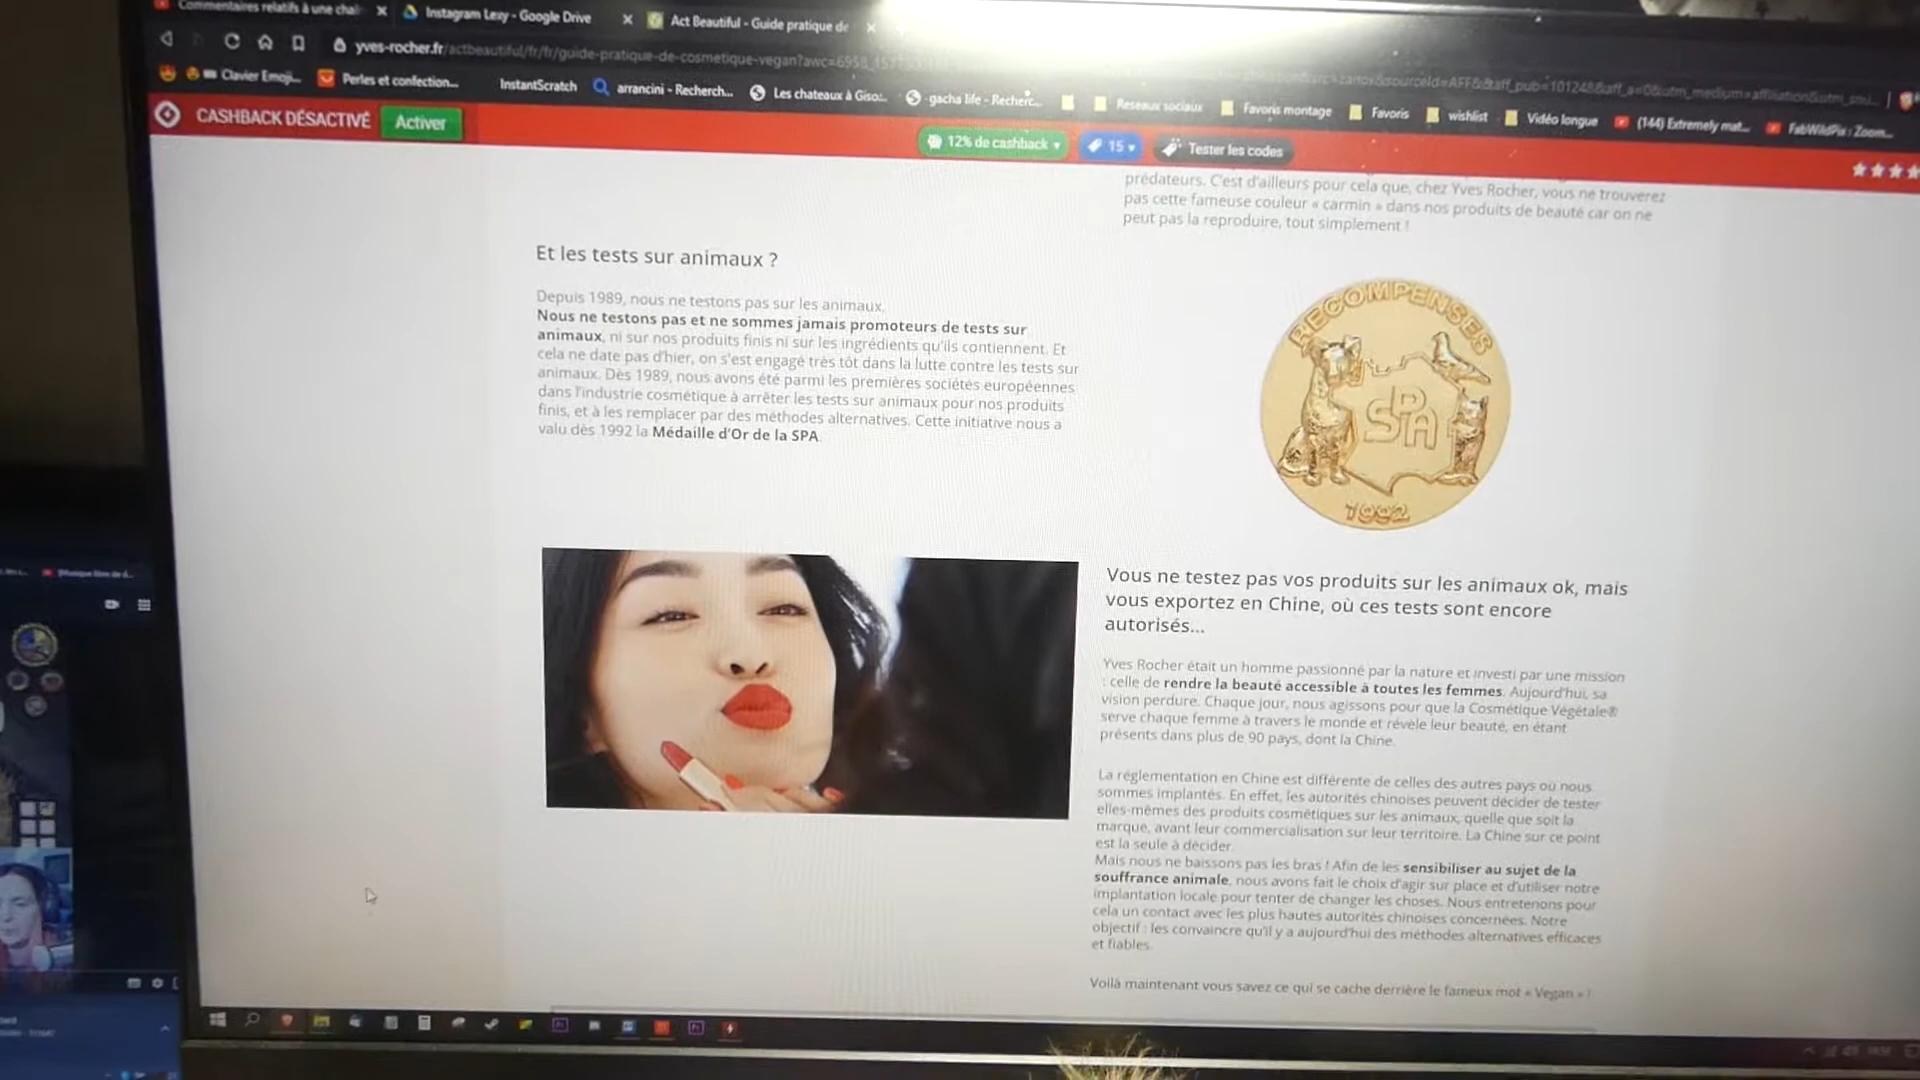 Commentaires relatifs à une chaî
Instagram Lexy - Google Drive
Act Beautiful - Guide pratique de
yves-rocher.fr/actbeautiful/fr/fr/guide-pratique-de-cosmetique-vegan?awc=6958_
Clavier Emoji...
Perles et confection...
InstantScratch
arrancini - Recherch...
Les chateaux à Gisor...
gacha life - Recherc...
Reseaux sociaux
Favoris montage
Favoris
wishlist
Vidéo longue
(144) Extremely mat...
FabWildPix : Zoom...
CASHBACK DÉSACTIVÉ
Activer
12% de cashback
15
Tester les codes
prédateurs. C'est d'ailleurs pour cela que, chez Yves Rocher, vous ne trouverez
pas cette fameuse couleur « carmin » dans nos produits de beauté car on ne
peut pas la reproduire, tout simplement !
Et les tests sur animaux ?
Depuis 1989, nous ne testons pas sur les animaux.
Nous ne testons pas et ne sommes jamais promoteurs de tests sur
animaux, ni sur nos produits finis ni sur les ingrédients qu'ils contiennent. Et
cela ne date pas d'hier, on s'est engagé très tôt dans la lutte contre les tests sur
animaux. Dès 1989, nous avons été parmi les premières sociétés européennes
dans l'industrie cosmétique à arrêter les tests sur animaux pour nos produits
finis, et à les remplacer par des méthodes alternatives. Cette initiative nous a
valu dès 1992 la Médaille d'Or de la SPA.
RECOMPENSES
SPA
1992
Vous ne testez pas vos produits sur les animaux ok, mais
vous exportez en Chine, où ces tests sont encore
autorisés...
Yves Rocher était un homme passionné par la nature et investi par une mission
: celle de rendre la beauté accessible à toutes les femmes. Aujourd'hui, sa
vision perdure. Chaque jour, nous agissons pour que la Cosmétique Végétale®
serve chaque femme à travers le monde et révèle leur beauté, en étant
présents dans plus de 90 pays, dont la Chine.
La réglementation en Chine est différente de celles des autres pays où nous
sommes implantés. En effet, les autorités chinoises peuvent décider de tester
elles-mêmes des produits cosmétiques sur les animaux, quelle que soit la
marque, avant leur commercialisation sur leur territoire. La Chine sur ce point
est la seule à décider.
Mais nous ne baissons pas les bras ! Afin de les sensibiliser au sujet de la
souffrance animale, nous avons fait le choix d'agir sur place et d'utiliser notre
implantation locale pour tenter de changer les choses. Nous entretenons pour
cela un contact avec les plus hautes autorités chinoises concernées. Notre
objectif : les convaincre qu'il y a aujourd'hui des méthodes alternatives efficaces
et fiables.
Voilà maintenant vous savez ce qui se cache derrière le fameux mot « Vegan » !